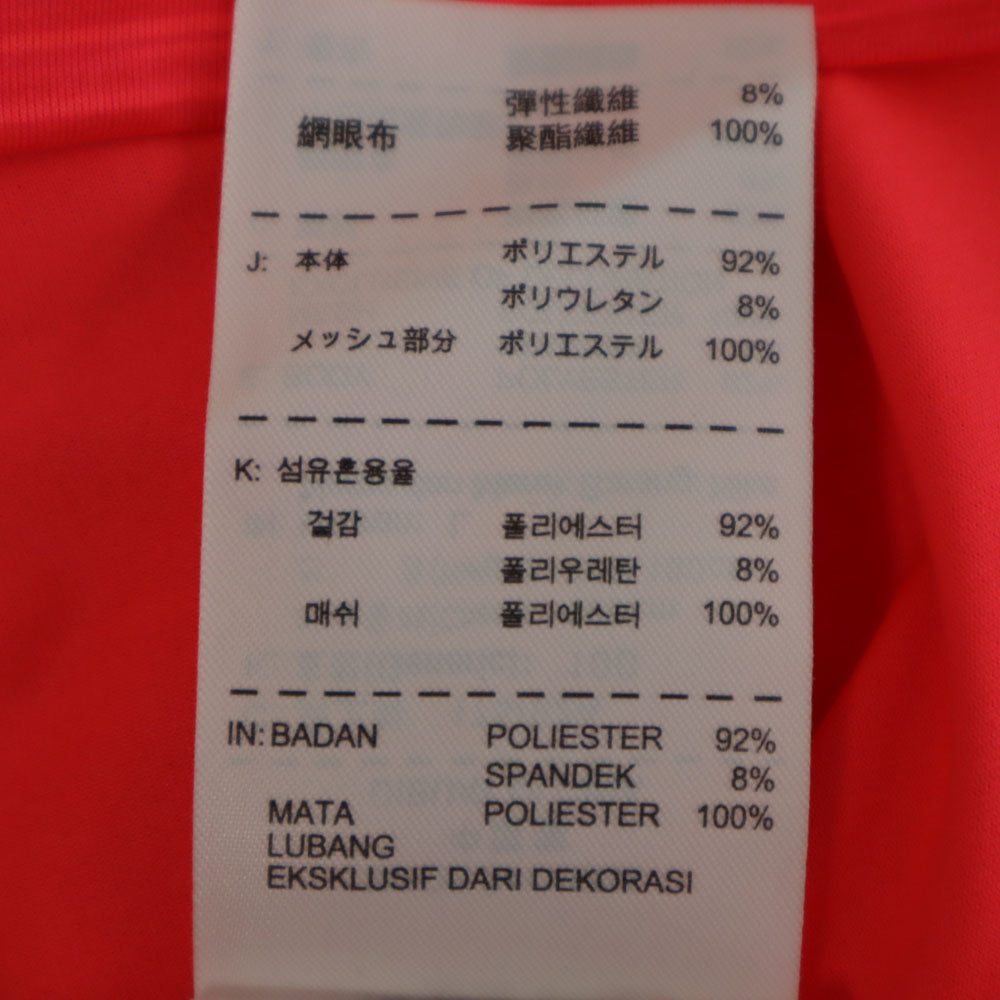 彈性纖維 8%
網眼布 聚酯纖維 100%
J: 本体 ポリエステル 92%
ポリウレタン 8%
メッシュ部分 ポリエステル 100%
K: 섬유혼용율
겉감 폴리에스터 92%
폴리우레탄 8%
매쉬 폴리에스터 100%
IN: BADAN POLIESTER 92%
SPANDEK 8%
MATA POLIESTER 100%
LUBANG
EKSKLUSIF DARI DEKORASI